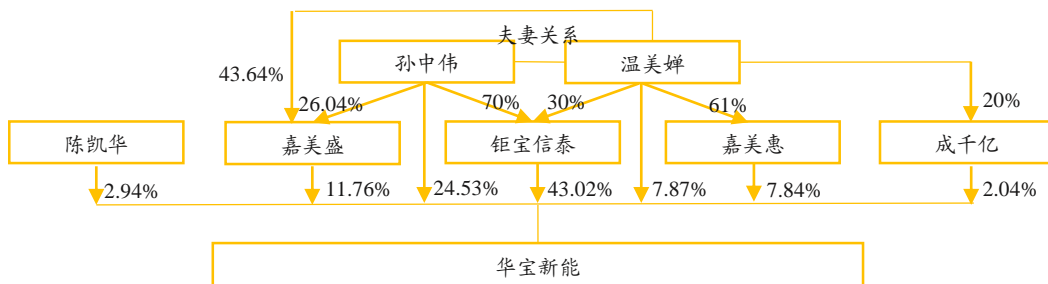 夫妻关系
孙中伟
温美婵
43.64%
26.04%
70%
30%
61%
20%
陈凯华
嘉美盛
钜宝信泰
嘉美惠
成千亿
2.94%
11.76%
24.53%
43.02%
7.87%
7.84%
2.04%
华宝新能